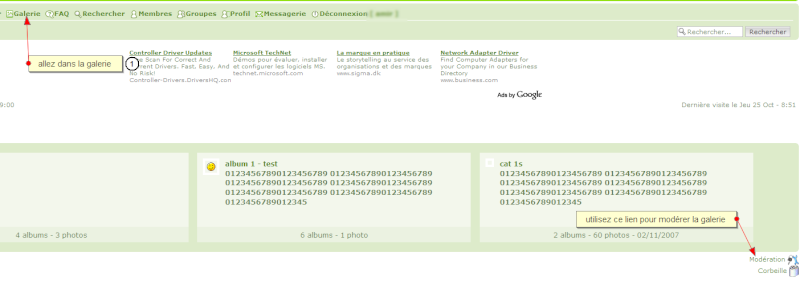 Galerie FAQ Rechercher Membres Groupes Profil Messagerie Déconnexion
Rechercher... Rechercher
allez dans la galerie 1
Controller Driver Updates
Scan For Correct And
rent Drivers. Fast, Easy, And
No Risk!
Controller-Drivers.DriversHQ.con
Microsoft TechNet
Démos pour évaluer, installer
et configurer les logiciels MS.
technet.microsoft.com
La marque en pratique
Le storytelling au service des
organisations et des marques
www.sigma.dk
Network Adapter Driver
Find Computer Adapters for
your Company in our Business
Directory
www.business.com
Ads by Google
9:00
Dernière visite le Jeu 25 Oct - 8:51
album 1 - test
01234567890123456789 01234567890123456789
01234567890123456789 01234567890123456789
01234567890123456789 01234567890123456789
0123456789012345
cat 1s
01234567890123456789 01234567890123456789
01234567890123456789 01234567890123456789
01234567890123456789 01234567890123456789
012345678901 2345
utilisez ce lien pour modérer la galerie
4 albums - 3 photos
6 albums - 1 photo
2 albums - 60 photos - 02/11/2007
Modération
Corbeille